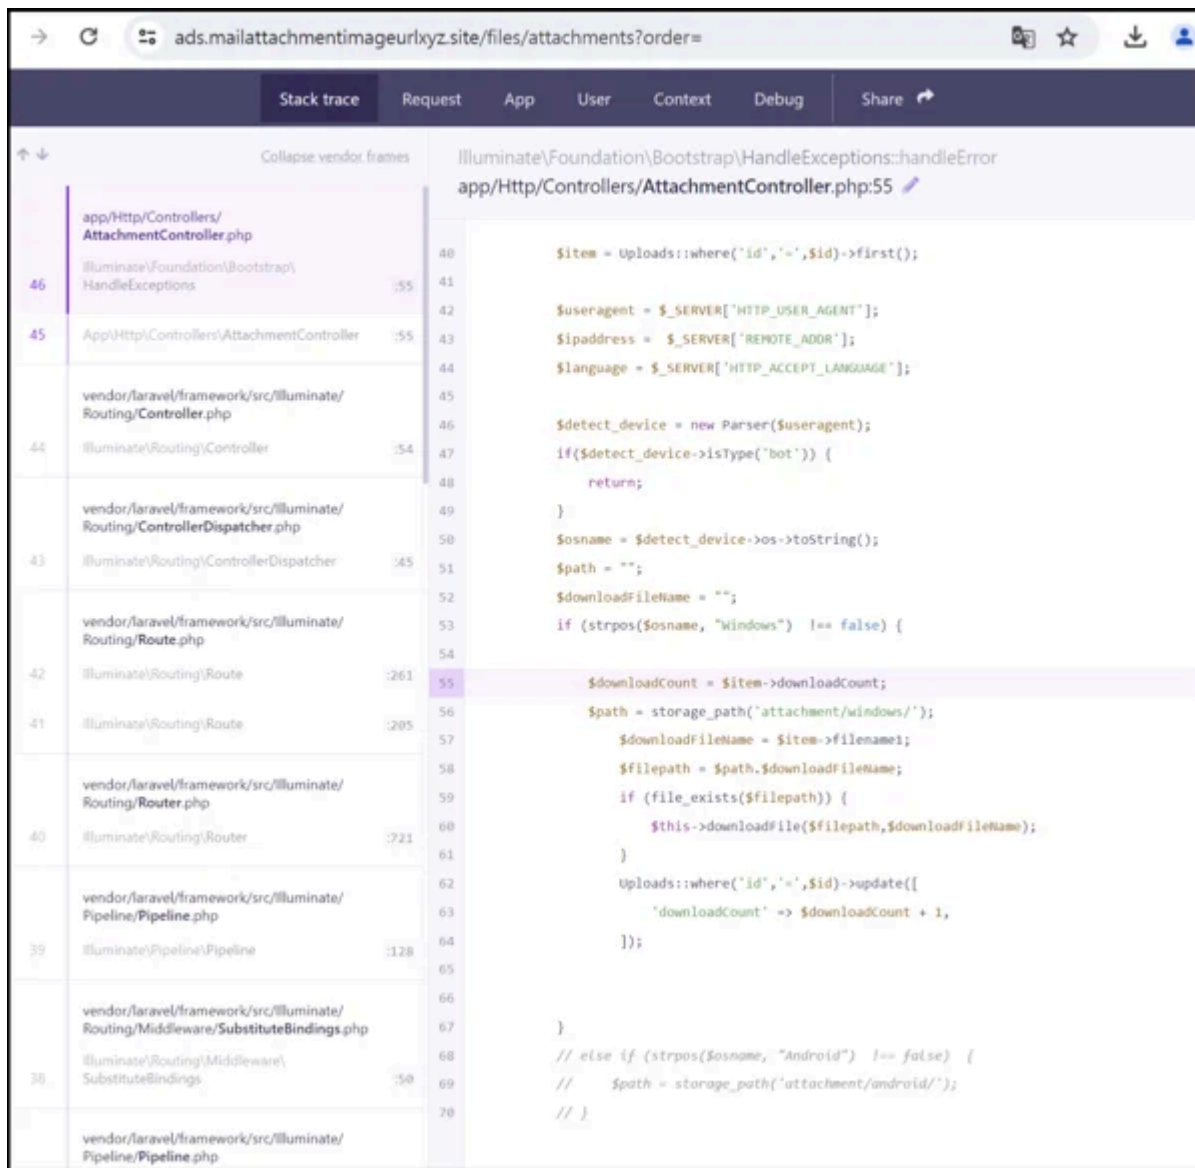 ads.mailattachmentimageurlxyz.site/files/attachments?order=
Stack trace Request App User Context Debug Share
Collapse vendor frames
app/Http/Controllers/
AttachmentController.php
46 Illuminate\Foundation\Bootstrap\
HandleExceptions :55
45 App\Http\Controllers\AttachmentController :55
vendor/laravel/framework/src/Illuminate/
Routing/Controller.php
44 Illuminate\Routing\Controller :54
vendor/laravel/framework/src/Illuminate/
Routing/ControllerDispatcher.php
43 Illuminate\Routing\ControllerDispatcher :45
vendor/laravel/framework/src/Illuminate/
Routing/Route.php
42 Illuminate\Routing\Route :261
41 Illuminate\Routing\Route :205
vendor/laravel/framework/src/Illuminate/
Routing/Router.php
40 Illuminate\Routing\Router :721
vendor/laravel/framework/src/Illuminate/
Pipeline/Pipeline.php
39 Illuminate\Pipeline\Pipeline :128
vendor/laravel/framework/src/Illuminate/
Routing/Middleware/SubstituteBindings.php
38 Illuminate\Routing\Middleware\
SubstituteBindings :50
vendor/laravel/framework/src/Illuminate/
Pipeline/Pipeline.php
Illuminate\Foundation\Bootstrap\HandleExceptions::handleError
app/Http/Controllers/AttachmentController.php:55
40 $item = Uploads::where('id','=',$id)->first();
41
42 $useragent = $_SERVER['HTTP_USER_AGENT'];
43 $ipaddress =  $_SERVER['REMOTE_ADDR'];
44 $language = $_SERVER['HTTP_ACCEPT_LANGUAGE'];
45
46 $detect_device = new Parser($useragent);
47 if($detect_device->isType('bot')) {
48 return;
49 }
50 $osname = $detect_device->os->toString();
51 $path = "";
52 $downloadFileName = "";
53 if (strpos($osname, "Windows")  !== false) {
54
55 $downloadCount = $item->downloadCount;
56 $path = storage_path('attachment/windows/');
57 $downloadFileName = $item->filename1;
58 $filepath = $path.$downloadFileName;
59 if (file_exists($filepath)) {
60 $this->downloadFile($filepath,$downloadFileName);
61 }
62 Uploads::where('id','=',$id)->update([
63 'downloadCount' => $downloadCount + 1,
64 ]);
65
66
67 }
68 // else if (strpos($osname, "Android")  !== false)  {
69 //     $path = storage_path('attachment/android/');
70 // }